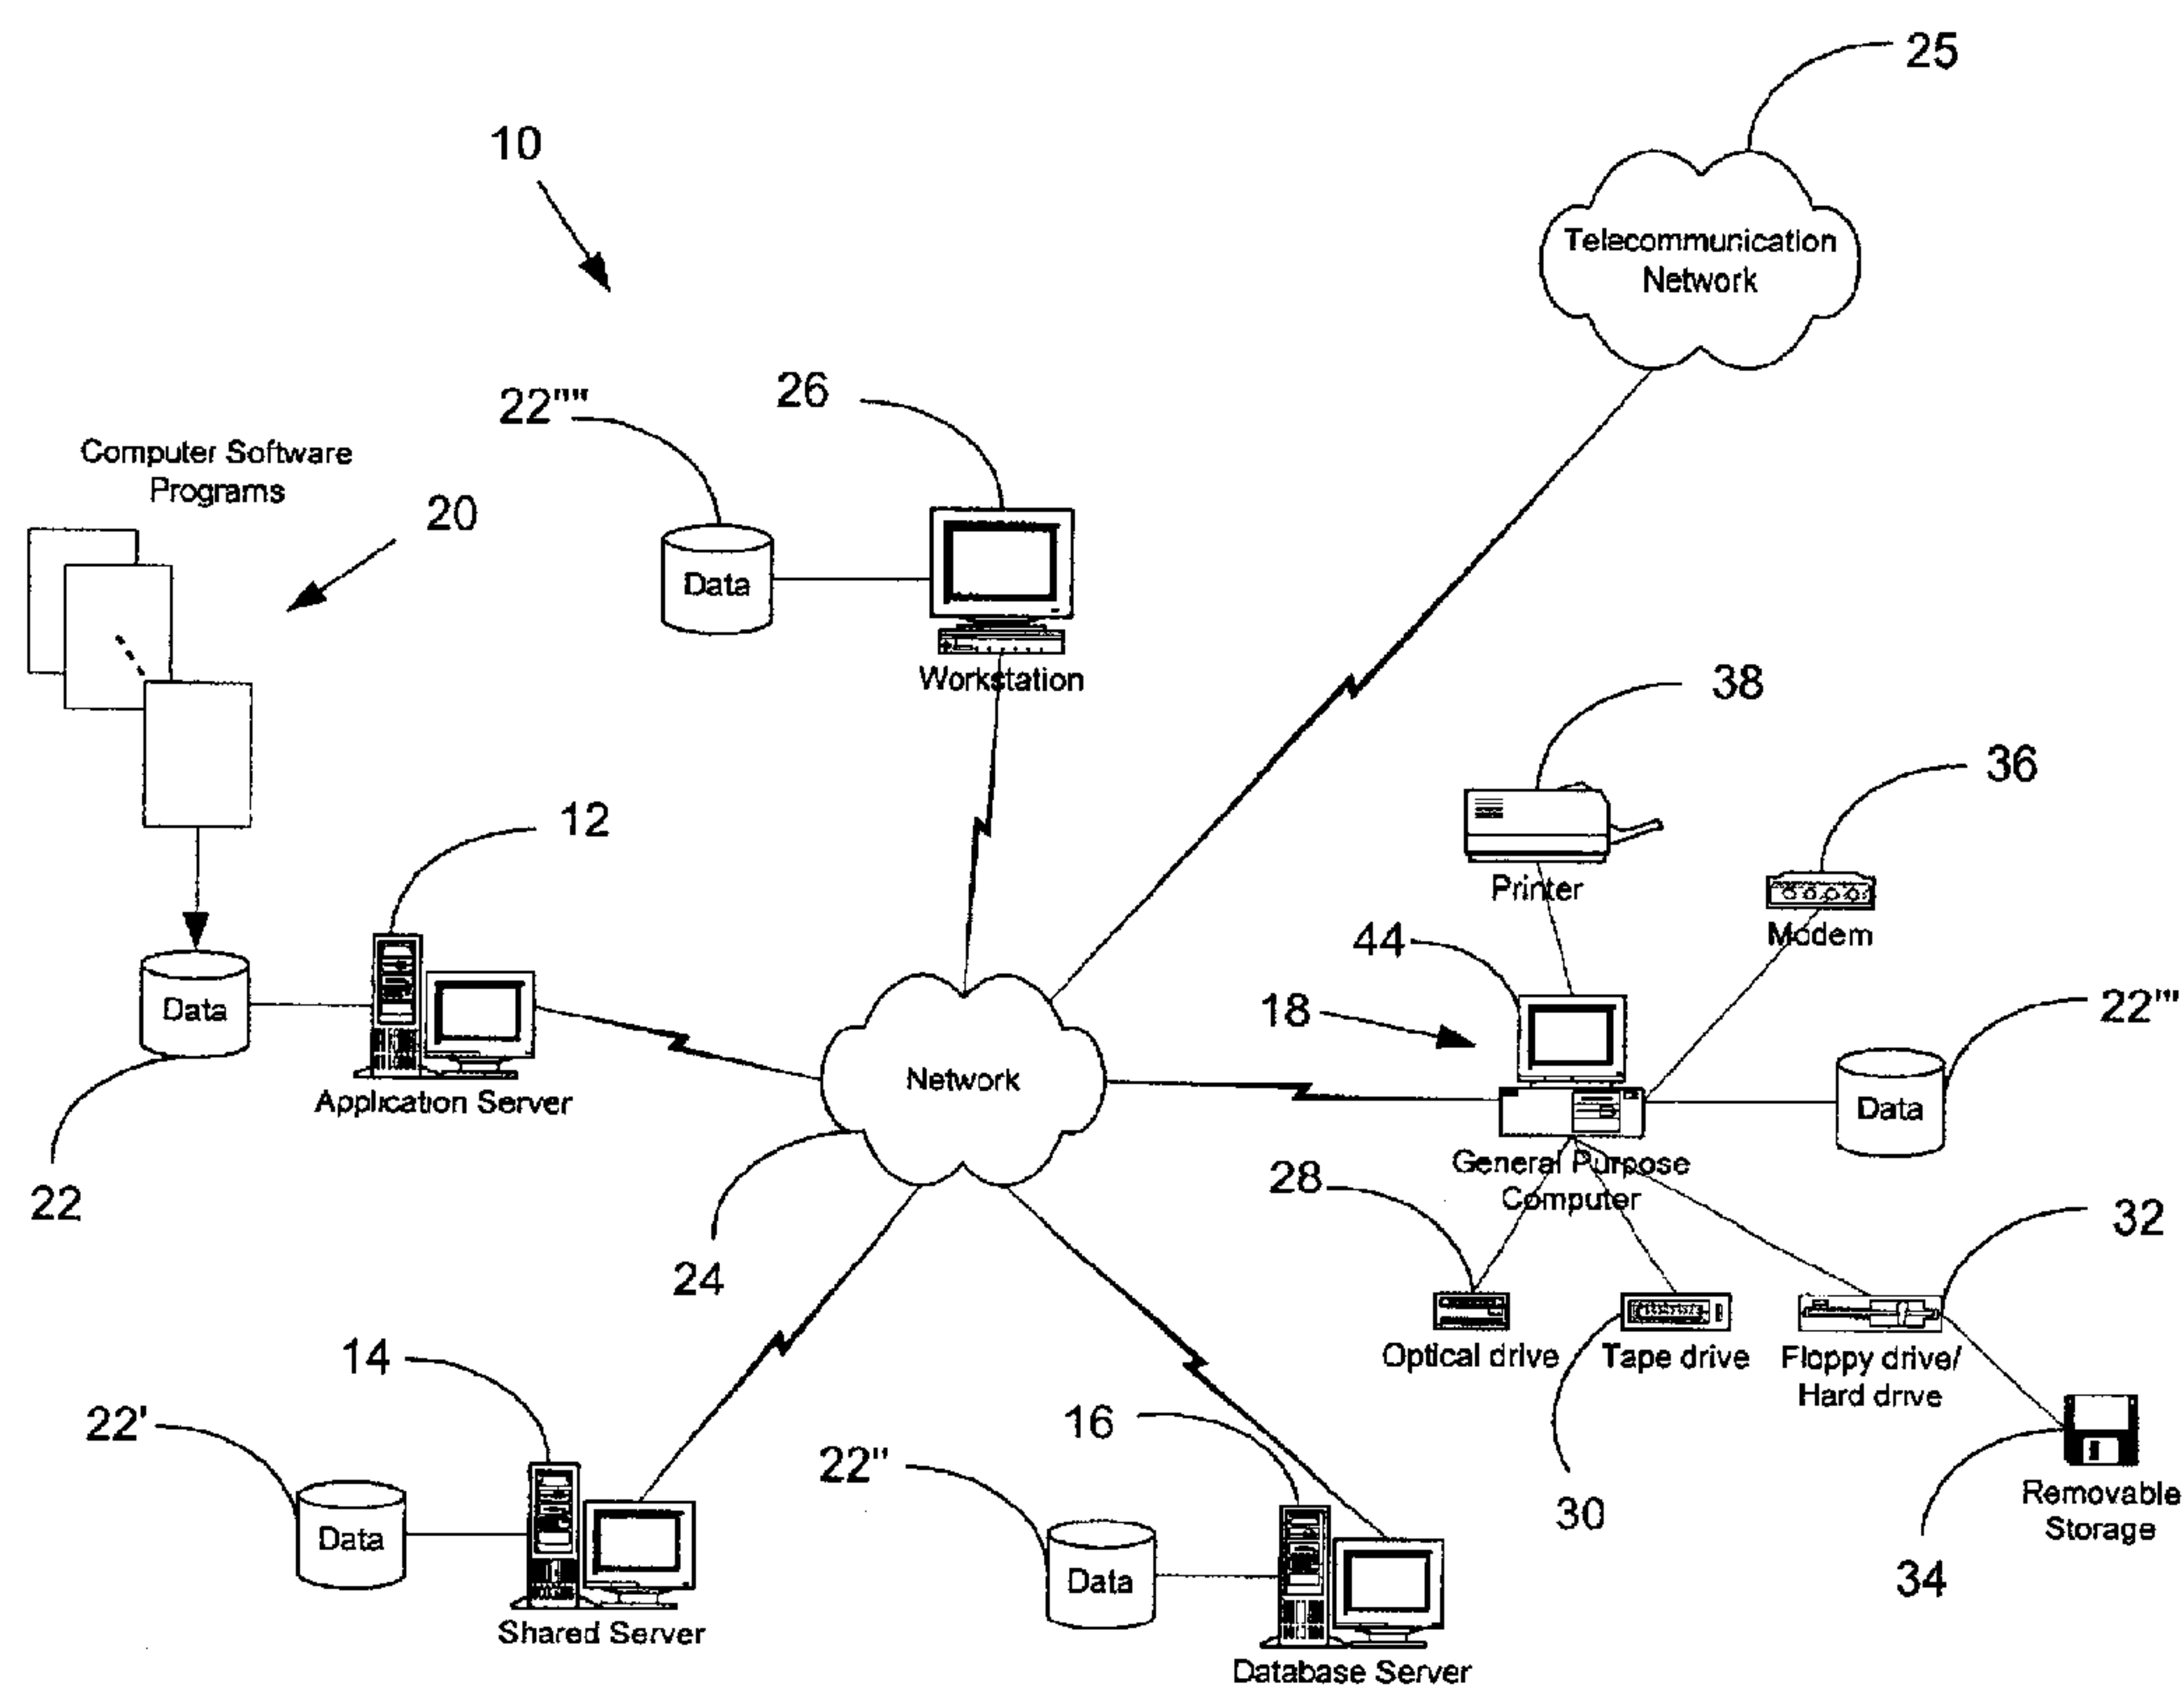 25
10
Telecommunication
Network
22""
26
Computer Software
Programs
20
Data
Workstation
38
36
12
Printer
Modem
44
18
22"'
Data
Application Server
Network
Data
General Purpose
Computer
22
28
32
24
14
Optical drive
Tape drive
Floppy drive/
Hard drive
22'
16
22"
Removable
Storage
30
34
Data
Data
Shared Server
Database Server